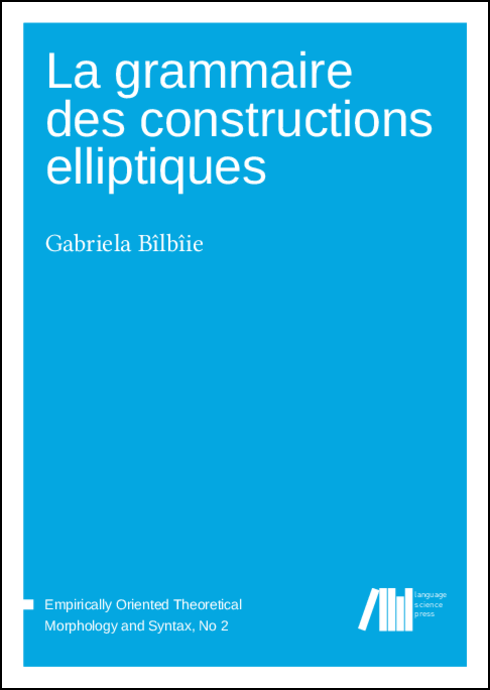 La grammaire
des constructions
elliptiques
Gabriela Bîlbîie
Empirically Oriented Theoretical
Morphology and Syntax, No 2
language
science
press